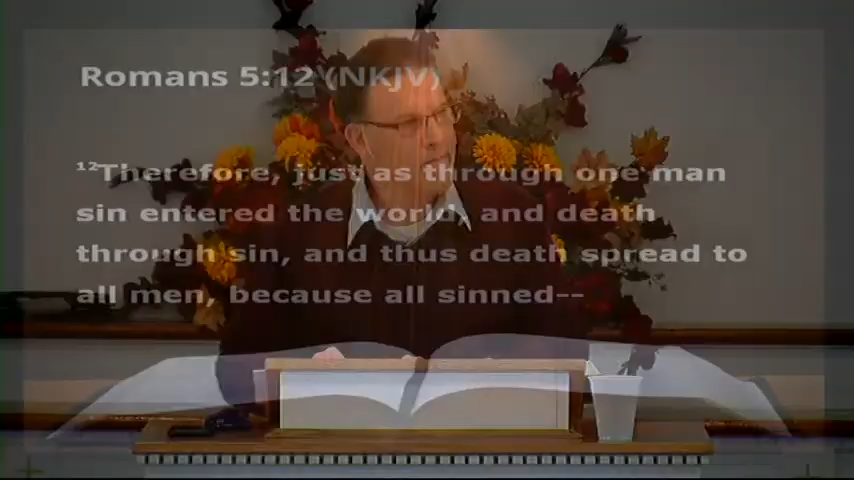 Romans 5:12 (NKJV)
¹²Therefore, just as through one man
sin entered the world, and death
through sin, and thus death spread to
all men, because all sinned--